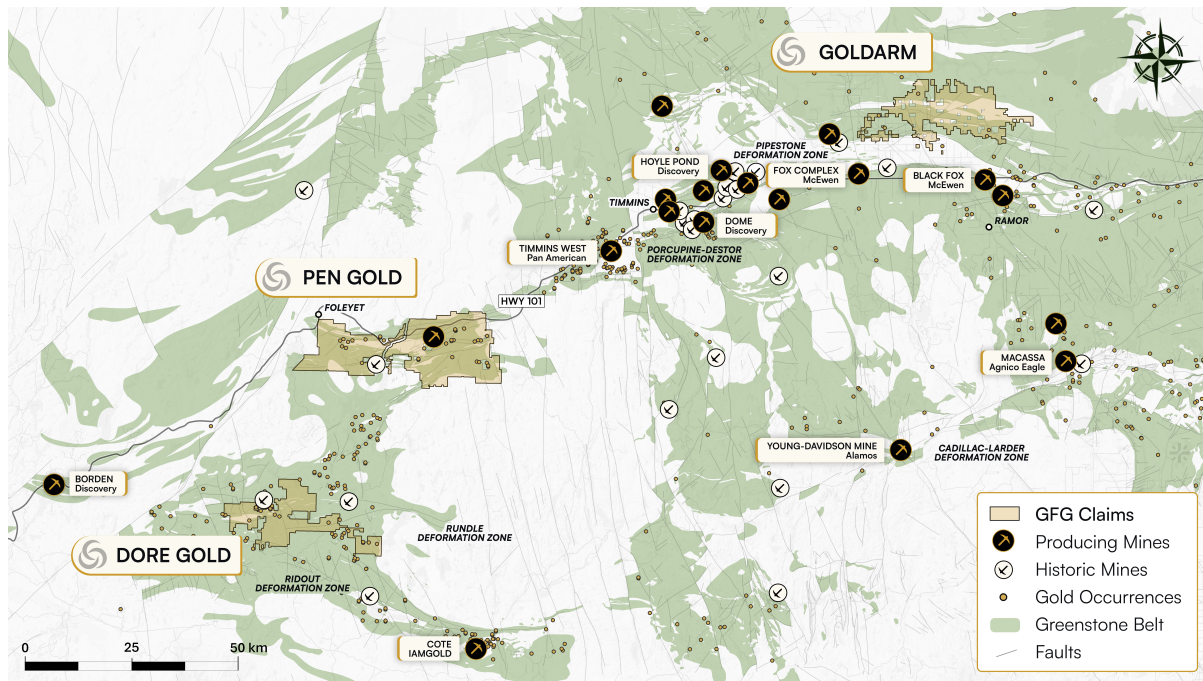 GOLDARM
PIPESTONE
DEFORMATION ZONE
HOYLE POND
Discovery
FOX COMPLEX
McEwen
BLACK FOX
McEwen
TIMMINS
DOME
Discovery
RAMOR
TIMMINS WEST
Pan American
PORCUPINE-DESTOR
DEFORMATION ZONE
PEN GOLD
HWY 101
FOLEYET
MACASSA
Agnico Eagle
YOUNG-DAVIDSON MINE
Alamos
CADILLAC-LARDER
DEFORMATION ZONE
BORDEN
Discovery
RUNDLE
DEFORMATION ZONE
DORE GOLD
RIDOUT
DEFORMATION ZONE
COTE
IAMGOLD
0 25 50 km
GFG Claims
Producing Mines
Historic Mines
Gold Occurrences
Greenstone Belt
Faults